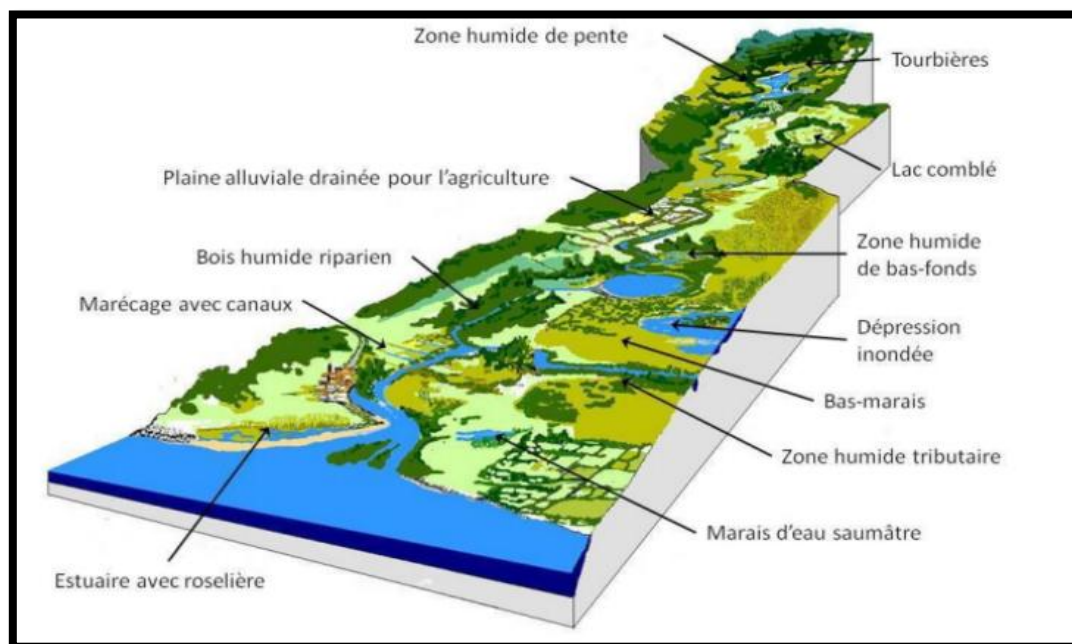 Zone humide de pente
Tourbières
Lac comblé
Plaine alluviale drainée pour l'agriculture
Zone humide
de bas-fonds
Bois humide riparien
Marécage avec canaux
Dépression
inondée
Bas-marais
Zone humide tributaire
Marais d'eau saumâtre
Estuaire avec roselière